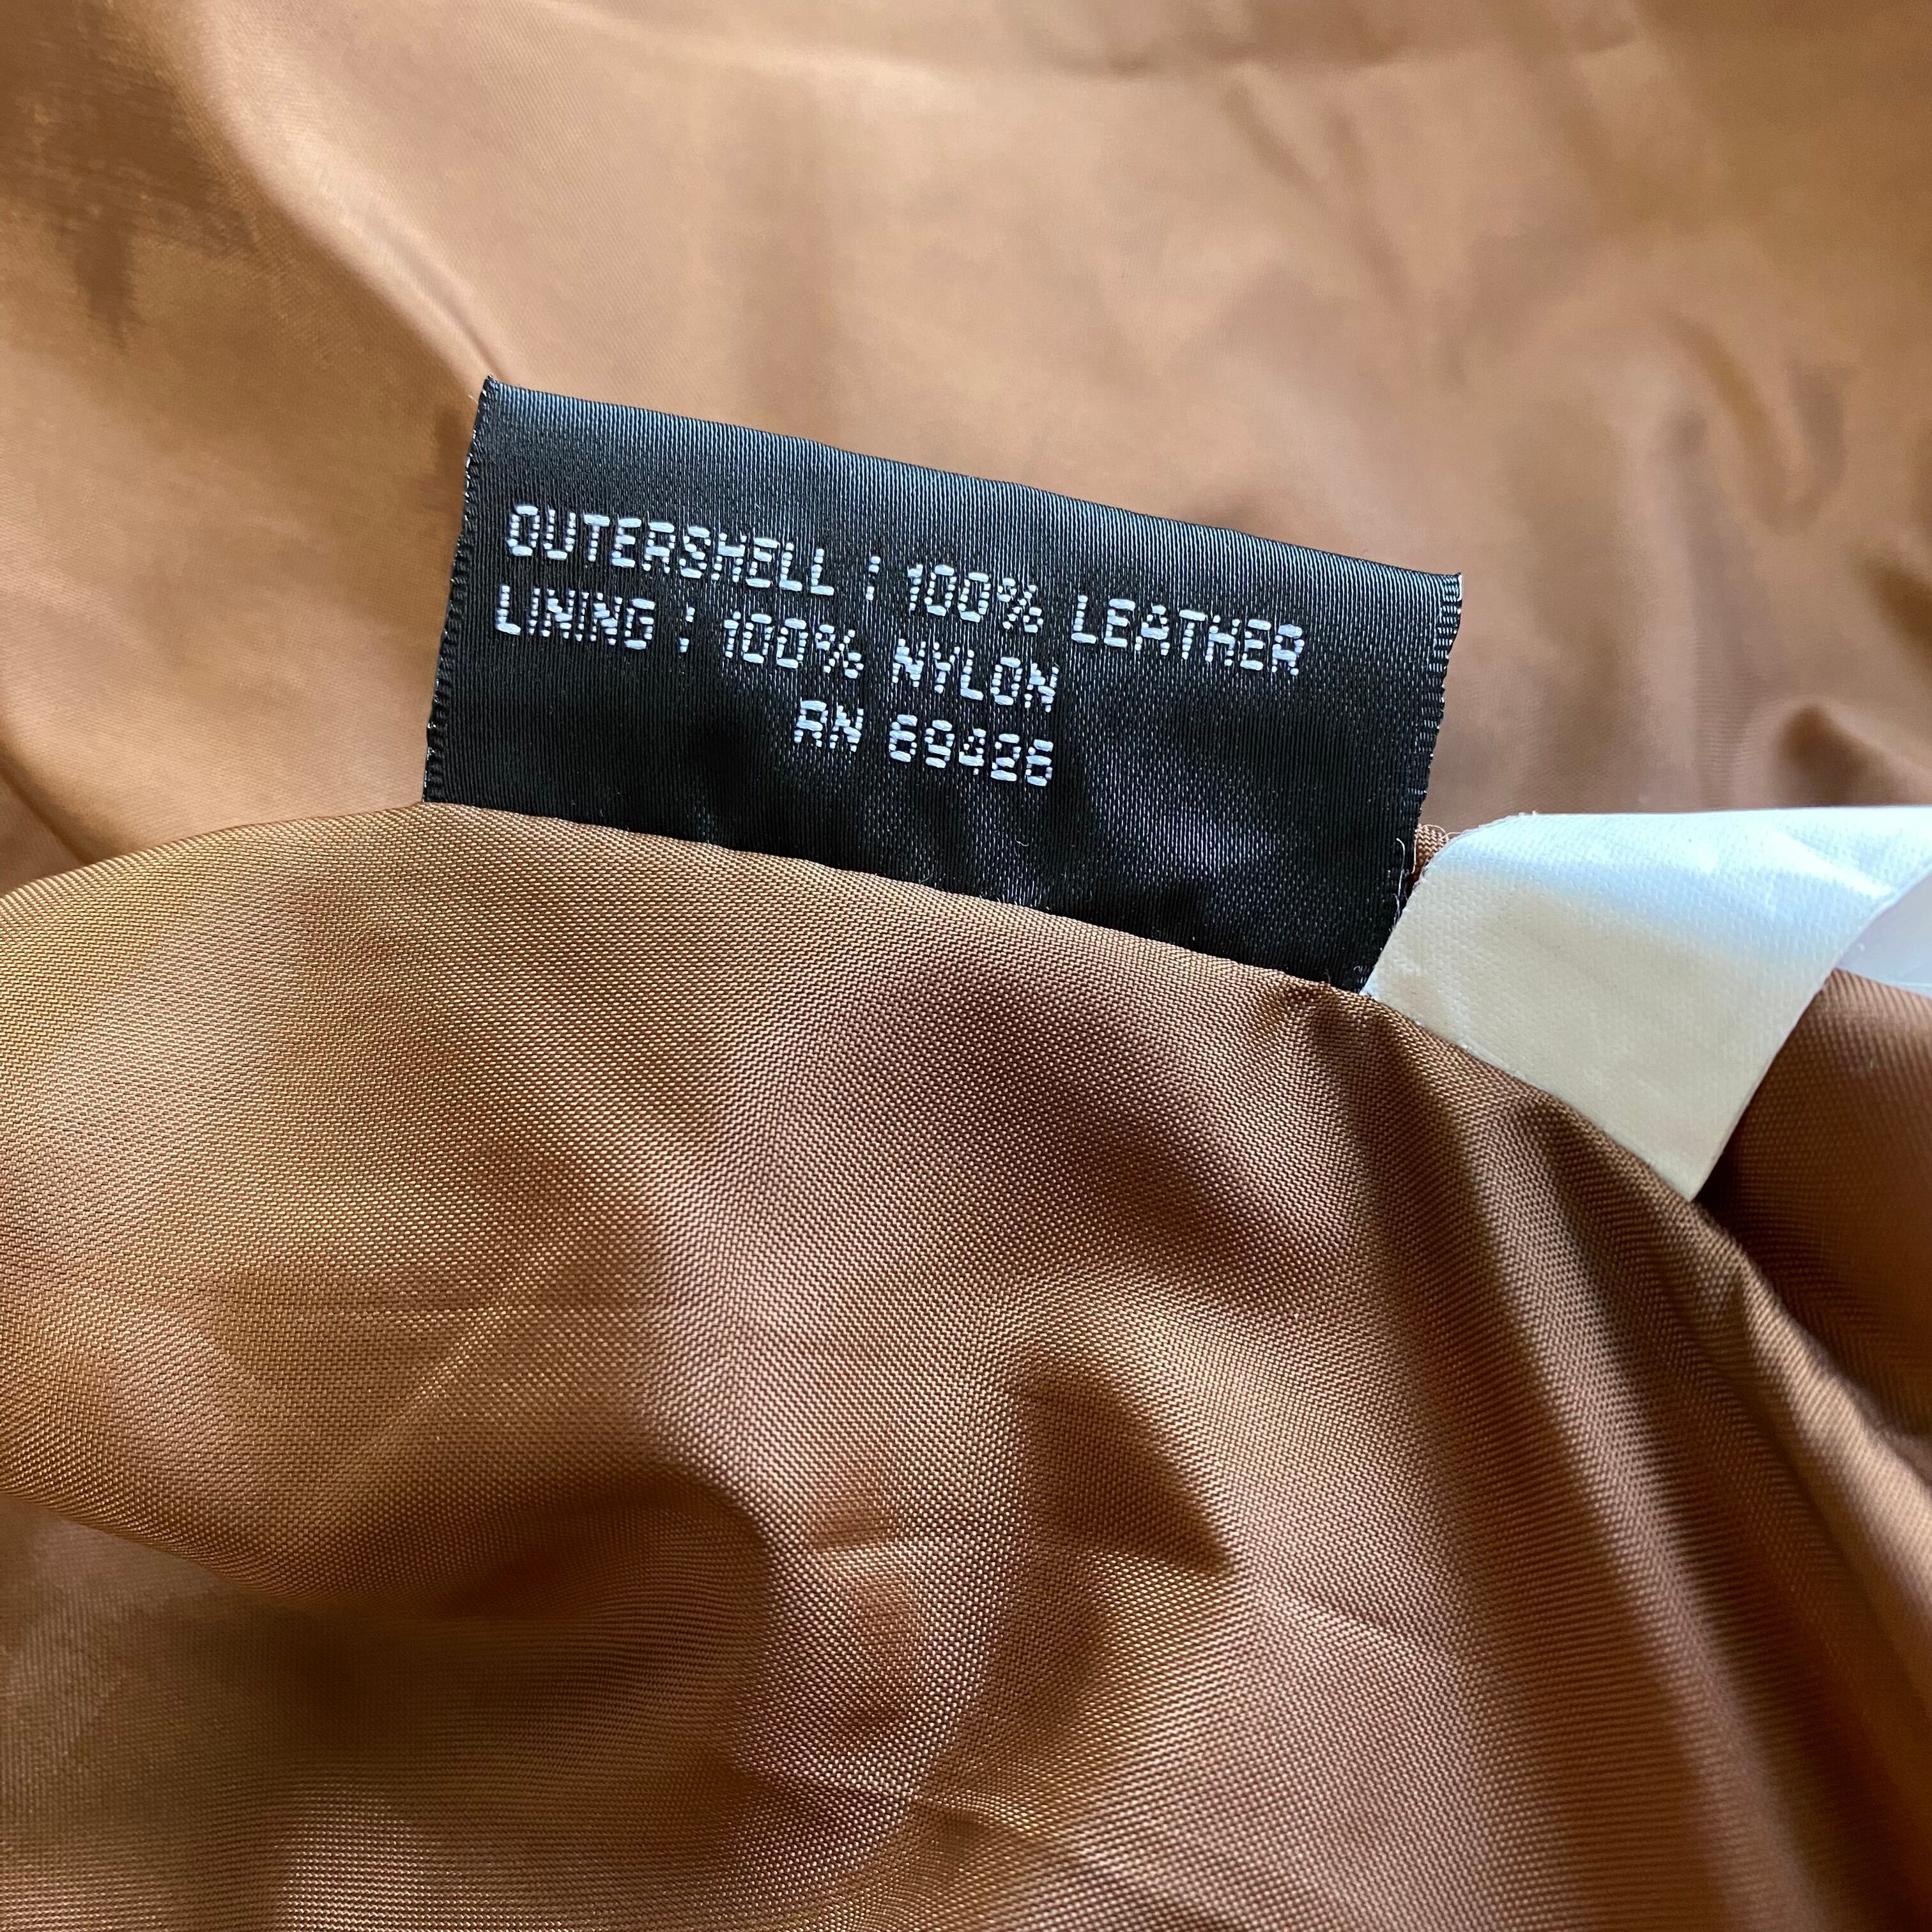 OUTERSHELL : 100% LEATHER
LINING : 100% NYLON
RN 69426